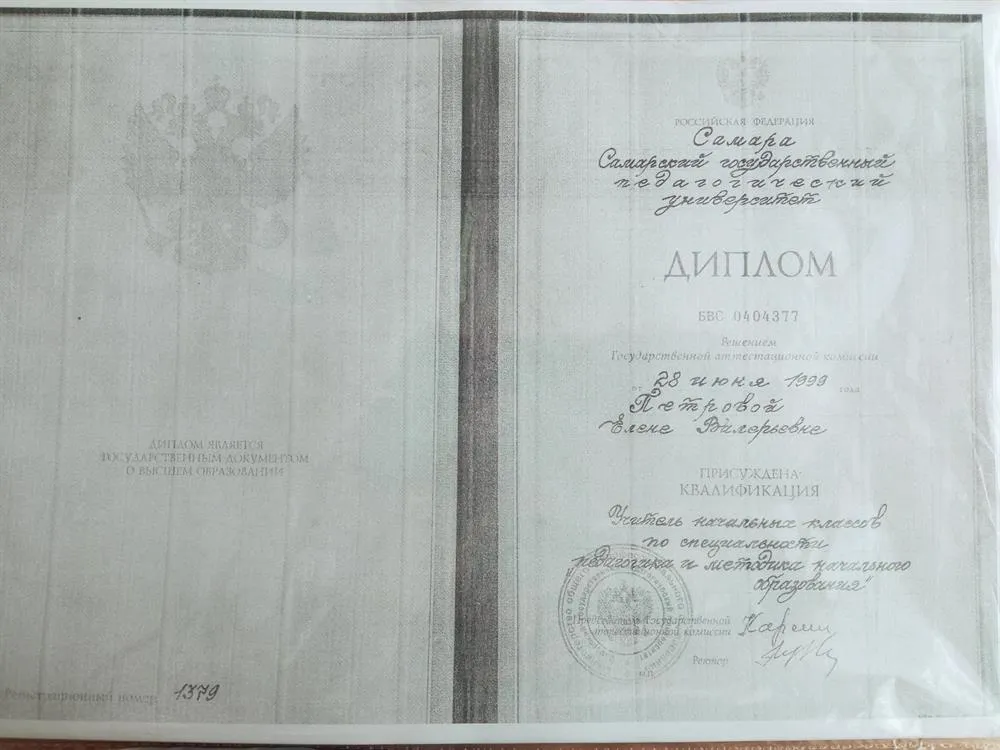 ДИПЛОМ ЯВЛЯЕТСЯ
ГОСУДАРСТВЕННЫМ ДОКУМЕНТОМ
О ВЫСШЕМ ОБРАЗОВАНИИ
Регистрационный номер 1379
РОССИЙСКАЯ ФЕДЕРАЦИЯ
Самара
Самарский государственный
педагогический
университет
ДИПЛОМ
БВС 0404377
Решением
Государственной аттестационной комиссии
от 28 июня 1999 года
Петровой
Елене Валерьевне
ПРИСУЖДЕНА
КВАЛИФИКАЦИЯ
Учитель начальных классов
по специальности
"педагогика и методика начального
образования"
Председатель Государственной
аттестационной комиссии
Ректор
М.П.